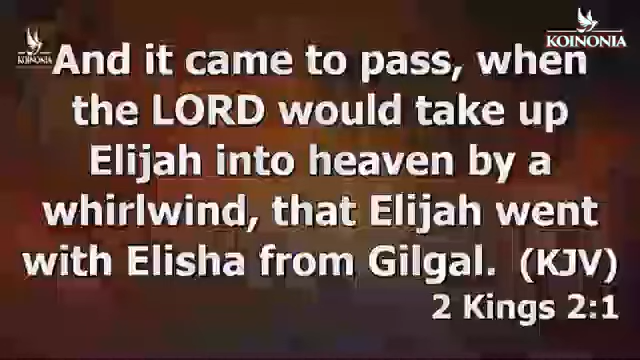 KOINONIA
KOINONIA
And it came to pass, when
the LORD would take up
Elijah into heaven by a
whirlwind, that Elijah went
with Elisha from Gilgal. (KJV)
2 Kings 2:1